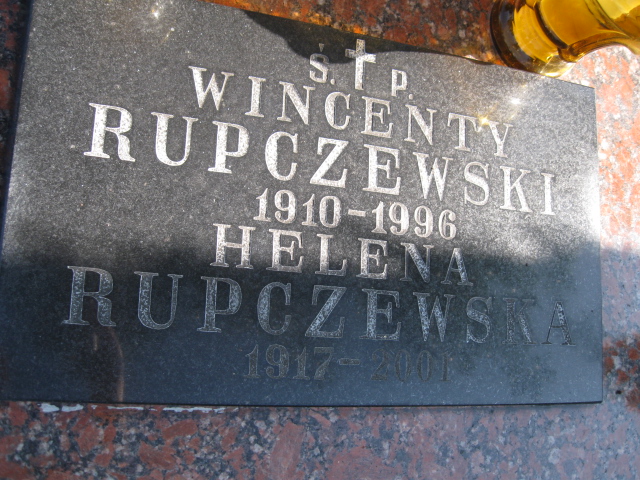 Ś. P.
WINCENTY
RUPCZEWSKI
1910-1996
HELENA
RUPCZEWSKA
1917-2001